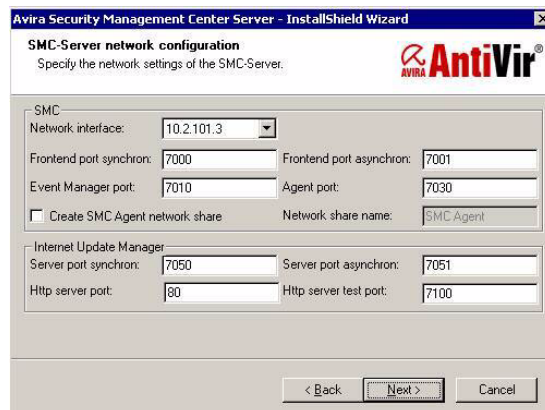 Avira Security Management Center Server - InstallShield Wizard
SMC-Server network configuration
Specify the network settings of the SMC-Server.
AVIRA AntiVir®
SMC
Network interface: 10.2.101.3
Frontend port synchron: 7000 Frontend port asynchron: 7001
Event Manager port: 7010 Agent port: 7030
Create SMC Agent network share Network share name: SMC Agent
Internet Update Manager
Server port synchron: 7050 Server port asynchron: 7051
Http server port: 80 Http server test port: 7100
< Back Next > Cancel